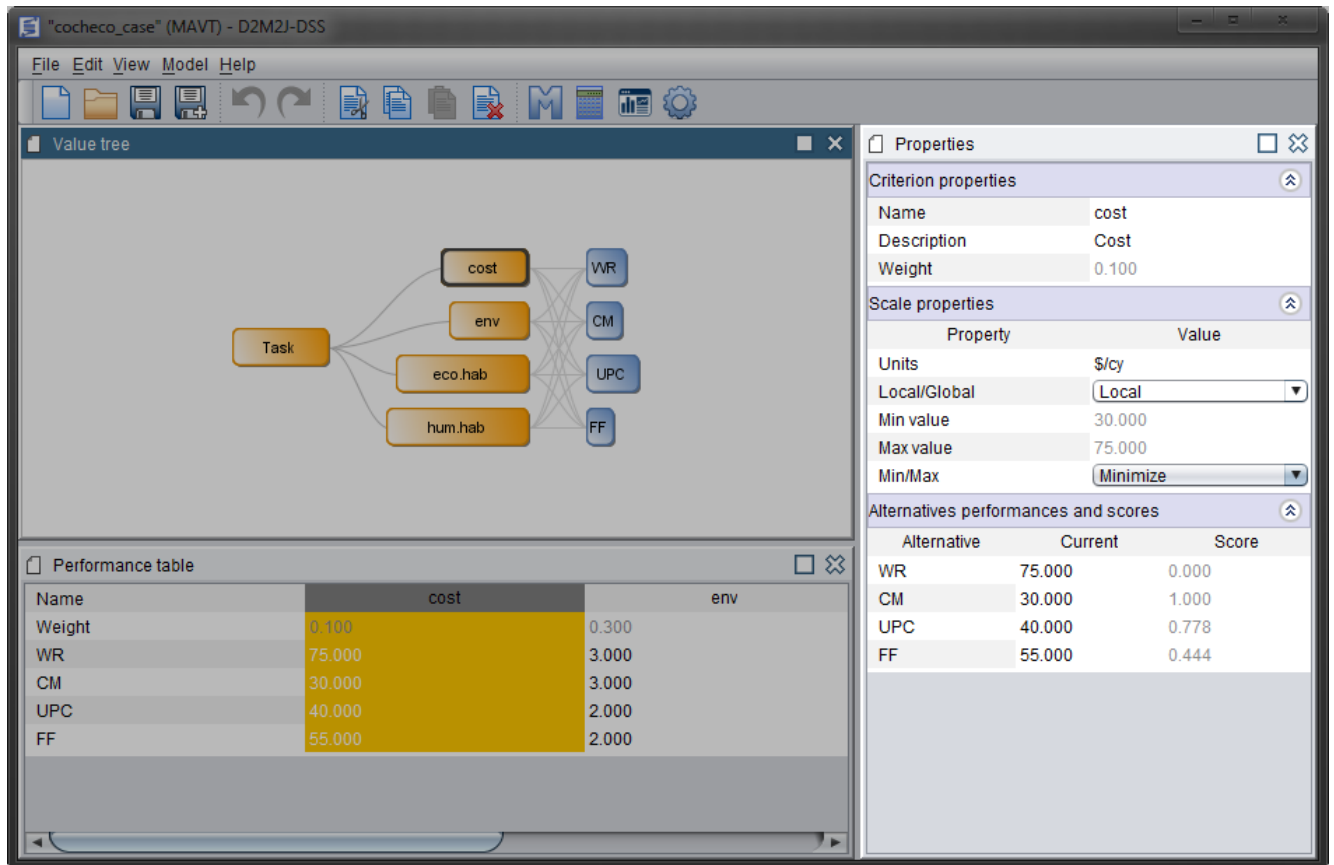 "cocheco_case" (MAVT) - D2M2J-DSS
File Edit View Model Help
Value tree
Task
cost
env
eco.hab
hum.hab
WR
CM
UPC
FF
Performance table
Name cost env
Weight 0.100 0.300
WR 75.000 3.000
CM 30.000 3.000
UPC 40.000 2.000
FF 55.000 2.000
Properties
Criterion properties
Name cost
Description Cost
Weight 0.100
Scale properties
Property Value
Units $/cy
Local/Global Local
Min value 30.000
Max value 75.000
Min/Max Minimize
Alternatives performances and scores
Alternative Current Score
WR 75.000 0.000
CM 30.000 1.000
UPC 40.000 0.778
FF 55.000 0.444